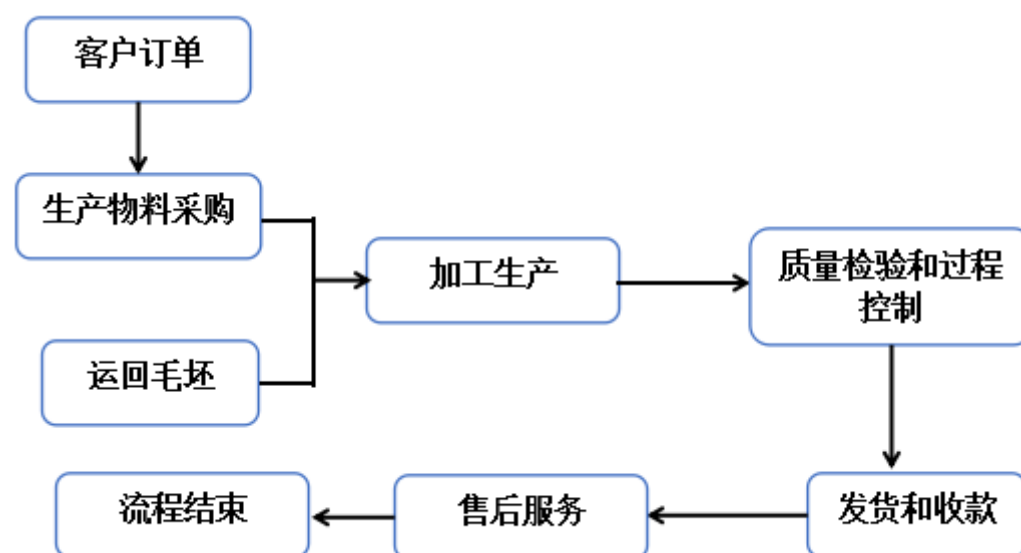 客户订单
生产物料采购
运回毛坯
加工生产
质量检验和过程
控制
发货和收款
售后服务
流程结束